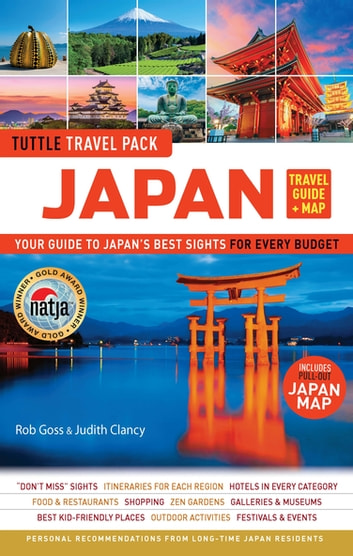 TUTTLE TRAVEL PACK
JAPAN
TRAVEL
GUIDE
+ MAP
YOUR GUIDE TO JAPAN'S BEST SIGHTS FOR EVERY BUDGET
GOLD AWARD WINNER • GOLD AWARD WINNER •
natja
INCLUDES
PULL-OUT
JAPAN
MAP
Rob Goss & Judith Clancy
"DON'T MISS" SIGHTS ITINERARIES FOR EACH REGION HOTELS IN EVERY CATEGORY
FOOD & RESTAURANTS SHOPPING ZEN GARDENS GALLERIES & MUSEUMS
BEST KID-FRIENDLY PLACES OUTDOOR ACTIVITIES FESTIVALS & EVENTS
PERSONAL RECOMMENDATIONS FROM LONG-TIME JAPAN RESIDENTS